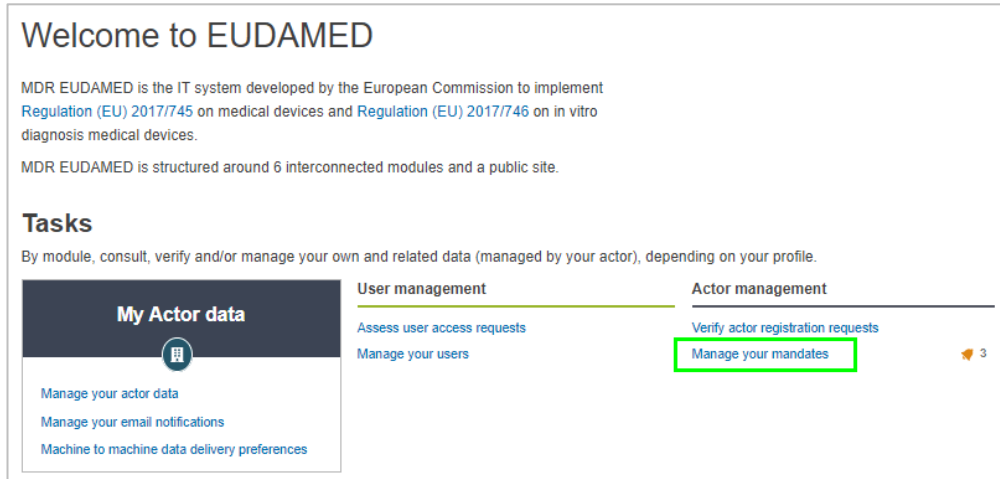 Welcome to EUDAMED
MDR EUDAMED is the IT system developed by the European Commission to implement
Regulation (EU) 2017/745 on medical devices and Regulation (EU) 2017/746 on in vitro
diagnosis medical devices.
MDR EUDAMED is structured around 6 interconnected modules and a public site.
Tasks
By module, consult, verify and/or manage your own and related data (managed by your actor), depending on your profile.
My Actor data
Manage your actor data
Manage your email notifications
Machine to machine data delivery preferences
User management
Assess user access requests
Manage your users
Actor management
Verify actor registration requests
Manage your mandates 3